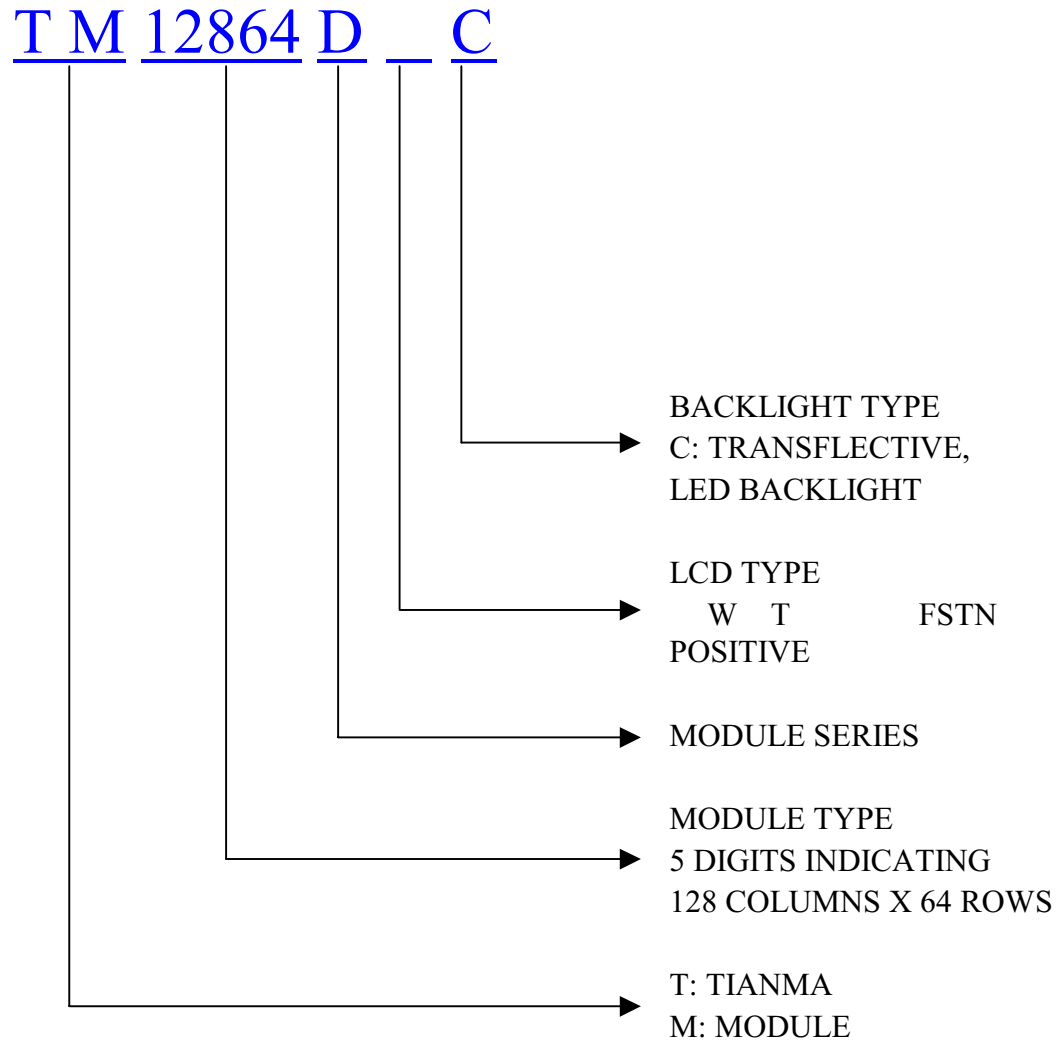 T M 12864 D C
BACKLIGHT TYPE
C: TRANSFLECTIVE,
LED BACKLIGHT
LCD TYPE
W T FSTN
POSITIVE
MODULE SERIES
MODULE TYPE
5 DIGITS INDICATING
128 COLUMNS X 64 ROWS
T: TIANMA
M: MODULE